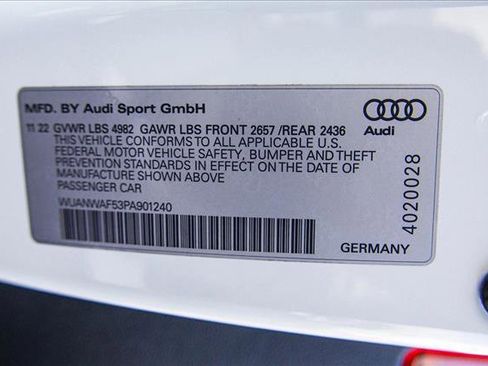 MFD. BY Audi Sport GmbH
11 22 GVWR LBS 4982 GAWR LBS FRONT 2657 /REAR 2436
THIS VEHICLE CONFORMS TO ALL APPLICABLE U.S.
FEDERAL MOTOR VEHICLE SAFETY, BUMPER AND THEFT
PREVENTION STANDARDS IN EFFECT ON THE DATE OF
MANUFACTURE SHOWN ABOVE
PASSENGER CAR
WUANWAF53PA901240
Audi
4020028
GERMANY